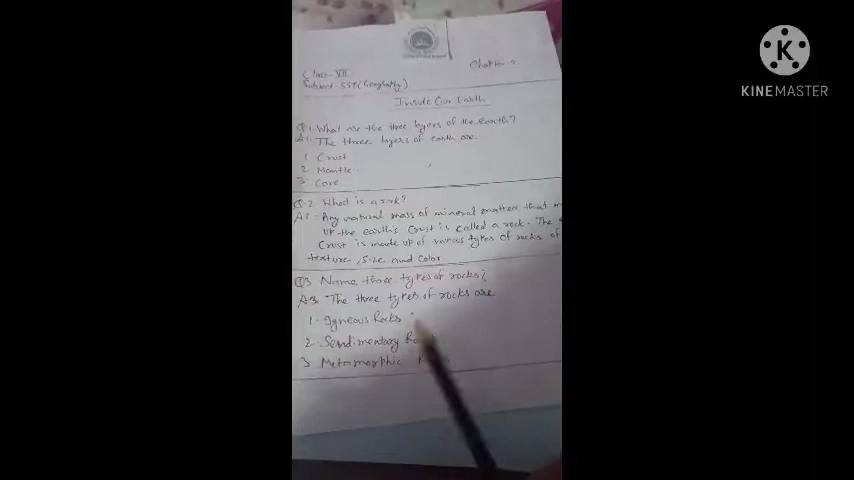 Class-VII
Chapter-2
Subject-SST(Geography)
Inside Our Earth
Q1-What are the three layers of the earth?
A1-The three layers of earth are.
1 Crust
2 Mantle
3 Core
Q-2 What is a rock?
A2- Any natural mass of mineral matter that
up the earth's crust is called a rock. The
crust is made up of various types of rocks of
texture, size and color
Q3 Name three types of rocks?
A3. The three types of rocks are
1- Igneous Rocks
2 Sendimentary
3 Metamorphic
KINEMASTER